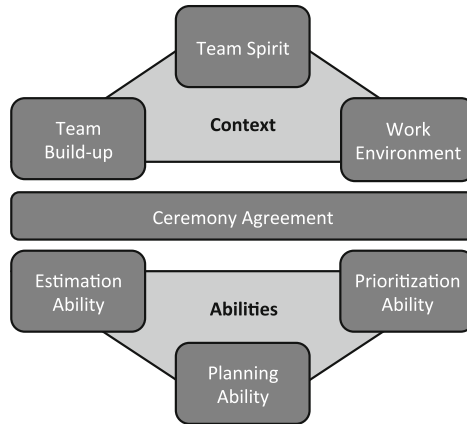 Team Spirit
Team
Build-up
Context
Work
Environment
Ceremony Agreement
Estimation
Ability
Abilities
Prioritization
Ability
Planning
Ability